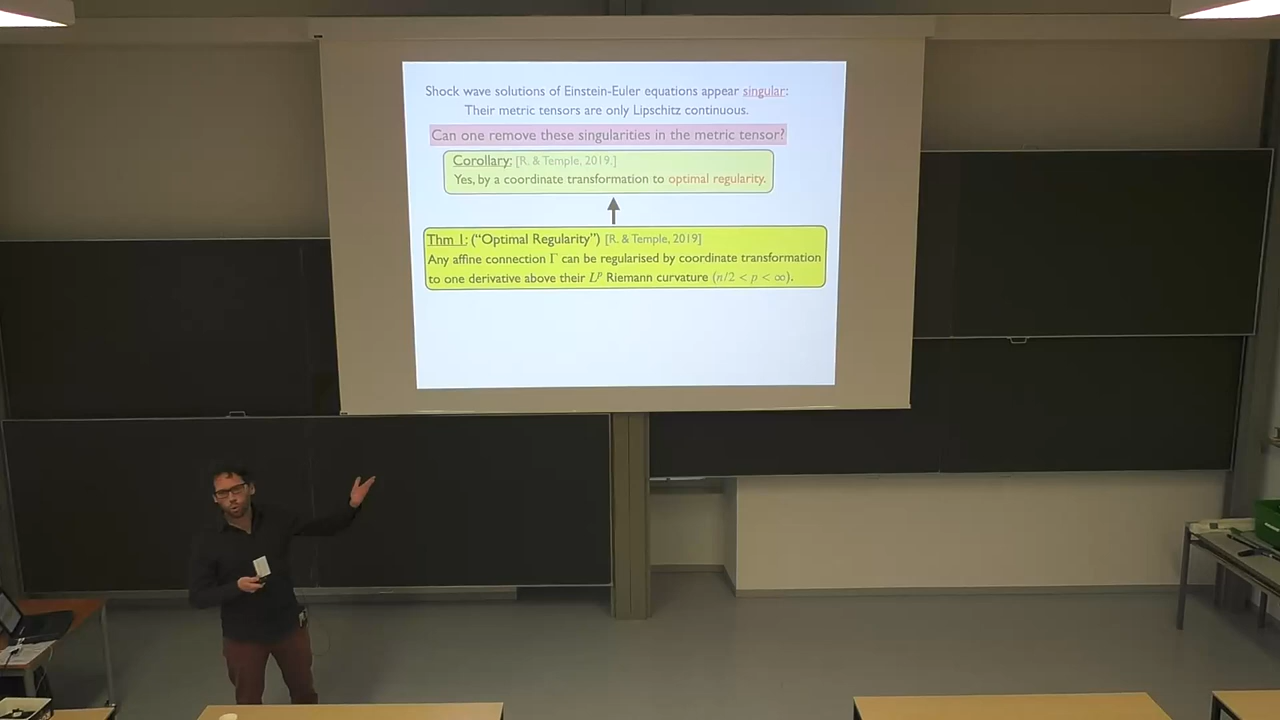 Shock wave solutions of Einstein-Euler equations appear singular:
Their metric tensors are only Lipschitz continuous.
Can one remove these singularities in the metric tensor?
Corollary: [R. & Temple, 2019.]
Yes, by a coordinate transformation to optimal regularity.
Thm 1: (“Optimal Regularity”) [R. & Temple, 2019]
Any affine connection Γ can be regularised by coordinate transformation
to one derivative above their Lᵖ Riemann curvature (n/2 < p < ∞).